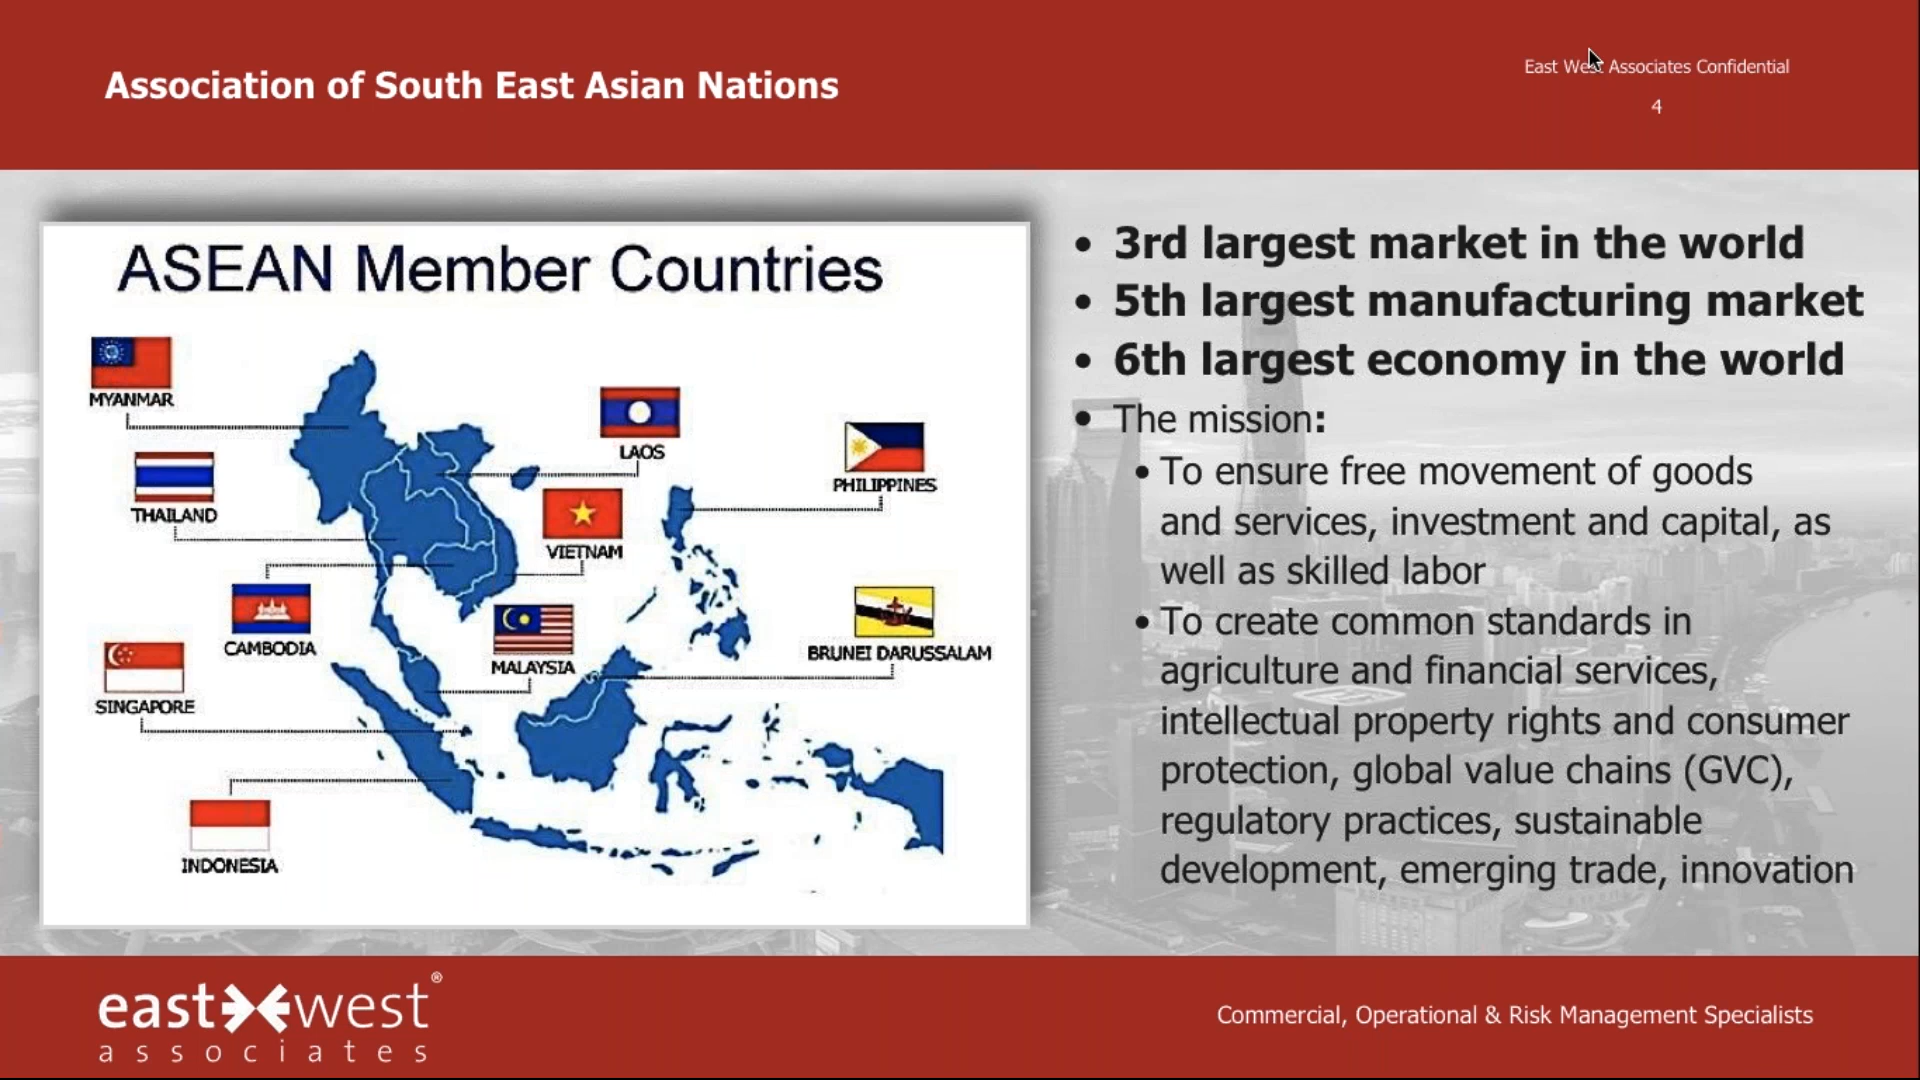 Association of South East Asian Nations
East West Associates Confidential
4
ASEAN Member Countries
MYANMAR
LAOS
PHILIPPINES
THAILAND
VIETNAM
CAMBODIA
MALAYSIA
BRUNEI DARUSSALAM
SINGAPORE
INDONESIA
• 3rd largest market in the world
• 5th largest manufacturing market
• 6th largest economy in the world
• The mission:
• To ensure free movement of goods
and services, investment and capital, as
well as skilled labor
• To create common standards in
agriculture and financial services,
intellectual property rights and consumer
protection, global value chains (GVC),
regulatory practices, sustainable
development, emerging trade, innovation
east west®
associates
Commercial, Operational & Risk Management Specialists